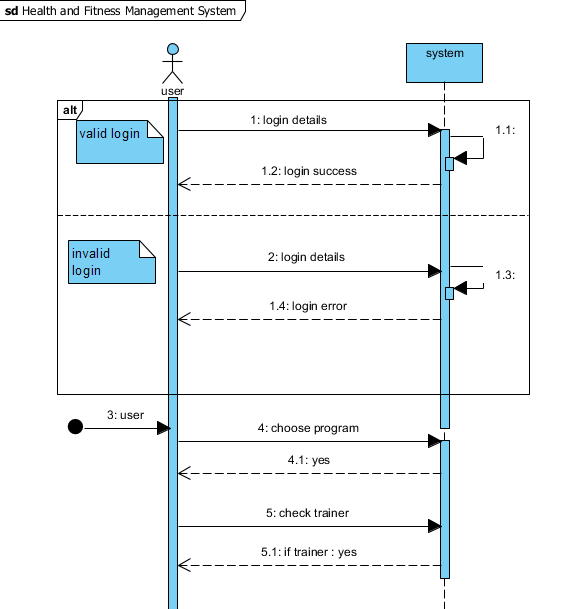 sd Health and Fitness Management System
system
user
alt
valid login
1: login details
1.1:
1.2: login success
invalid
login
2: login details
1.3:
1.4: login error
3: user
4: choose program
4.1: yes
5: check trainer
5.1: if trainer : yes